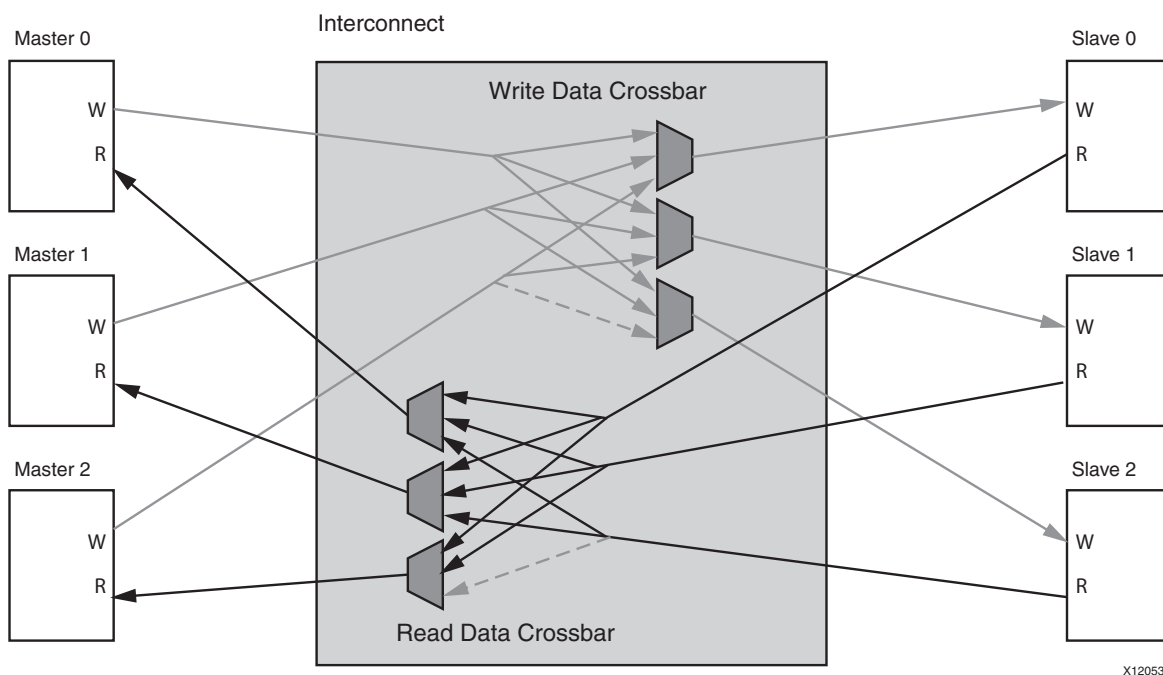 Interconnect
Master 0
Slave 0
Write Data Crossbar
W
R
W
R
Master 1
Slave 1
W
R
W
R
Master 2
Slave 2
W
R
W
R
Read Data Crossbar
X12053